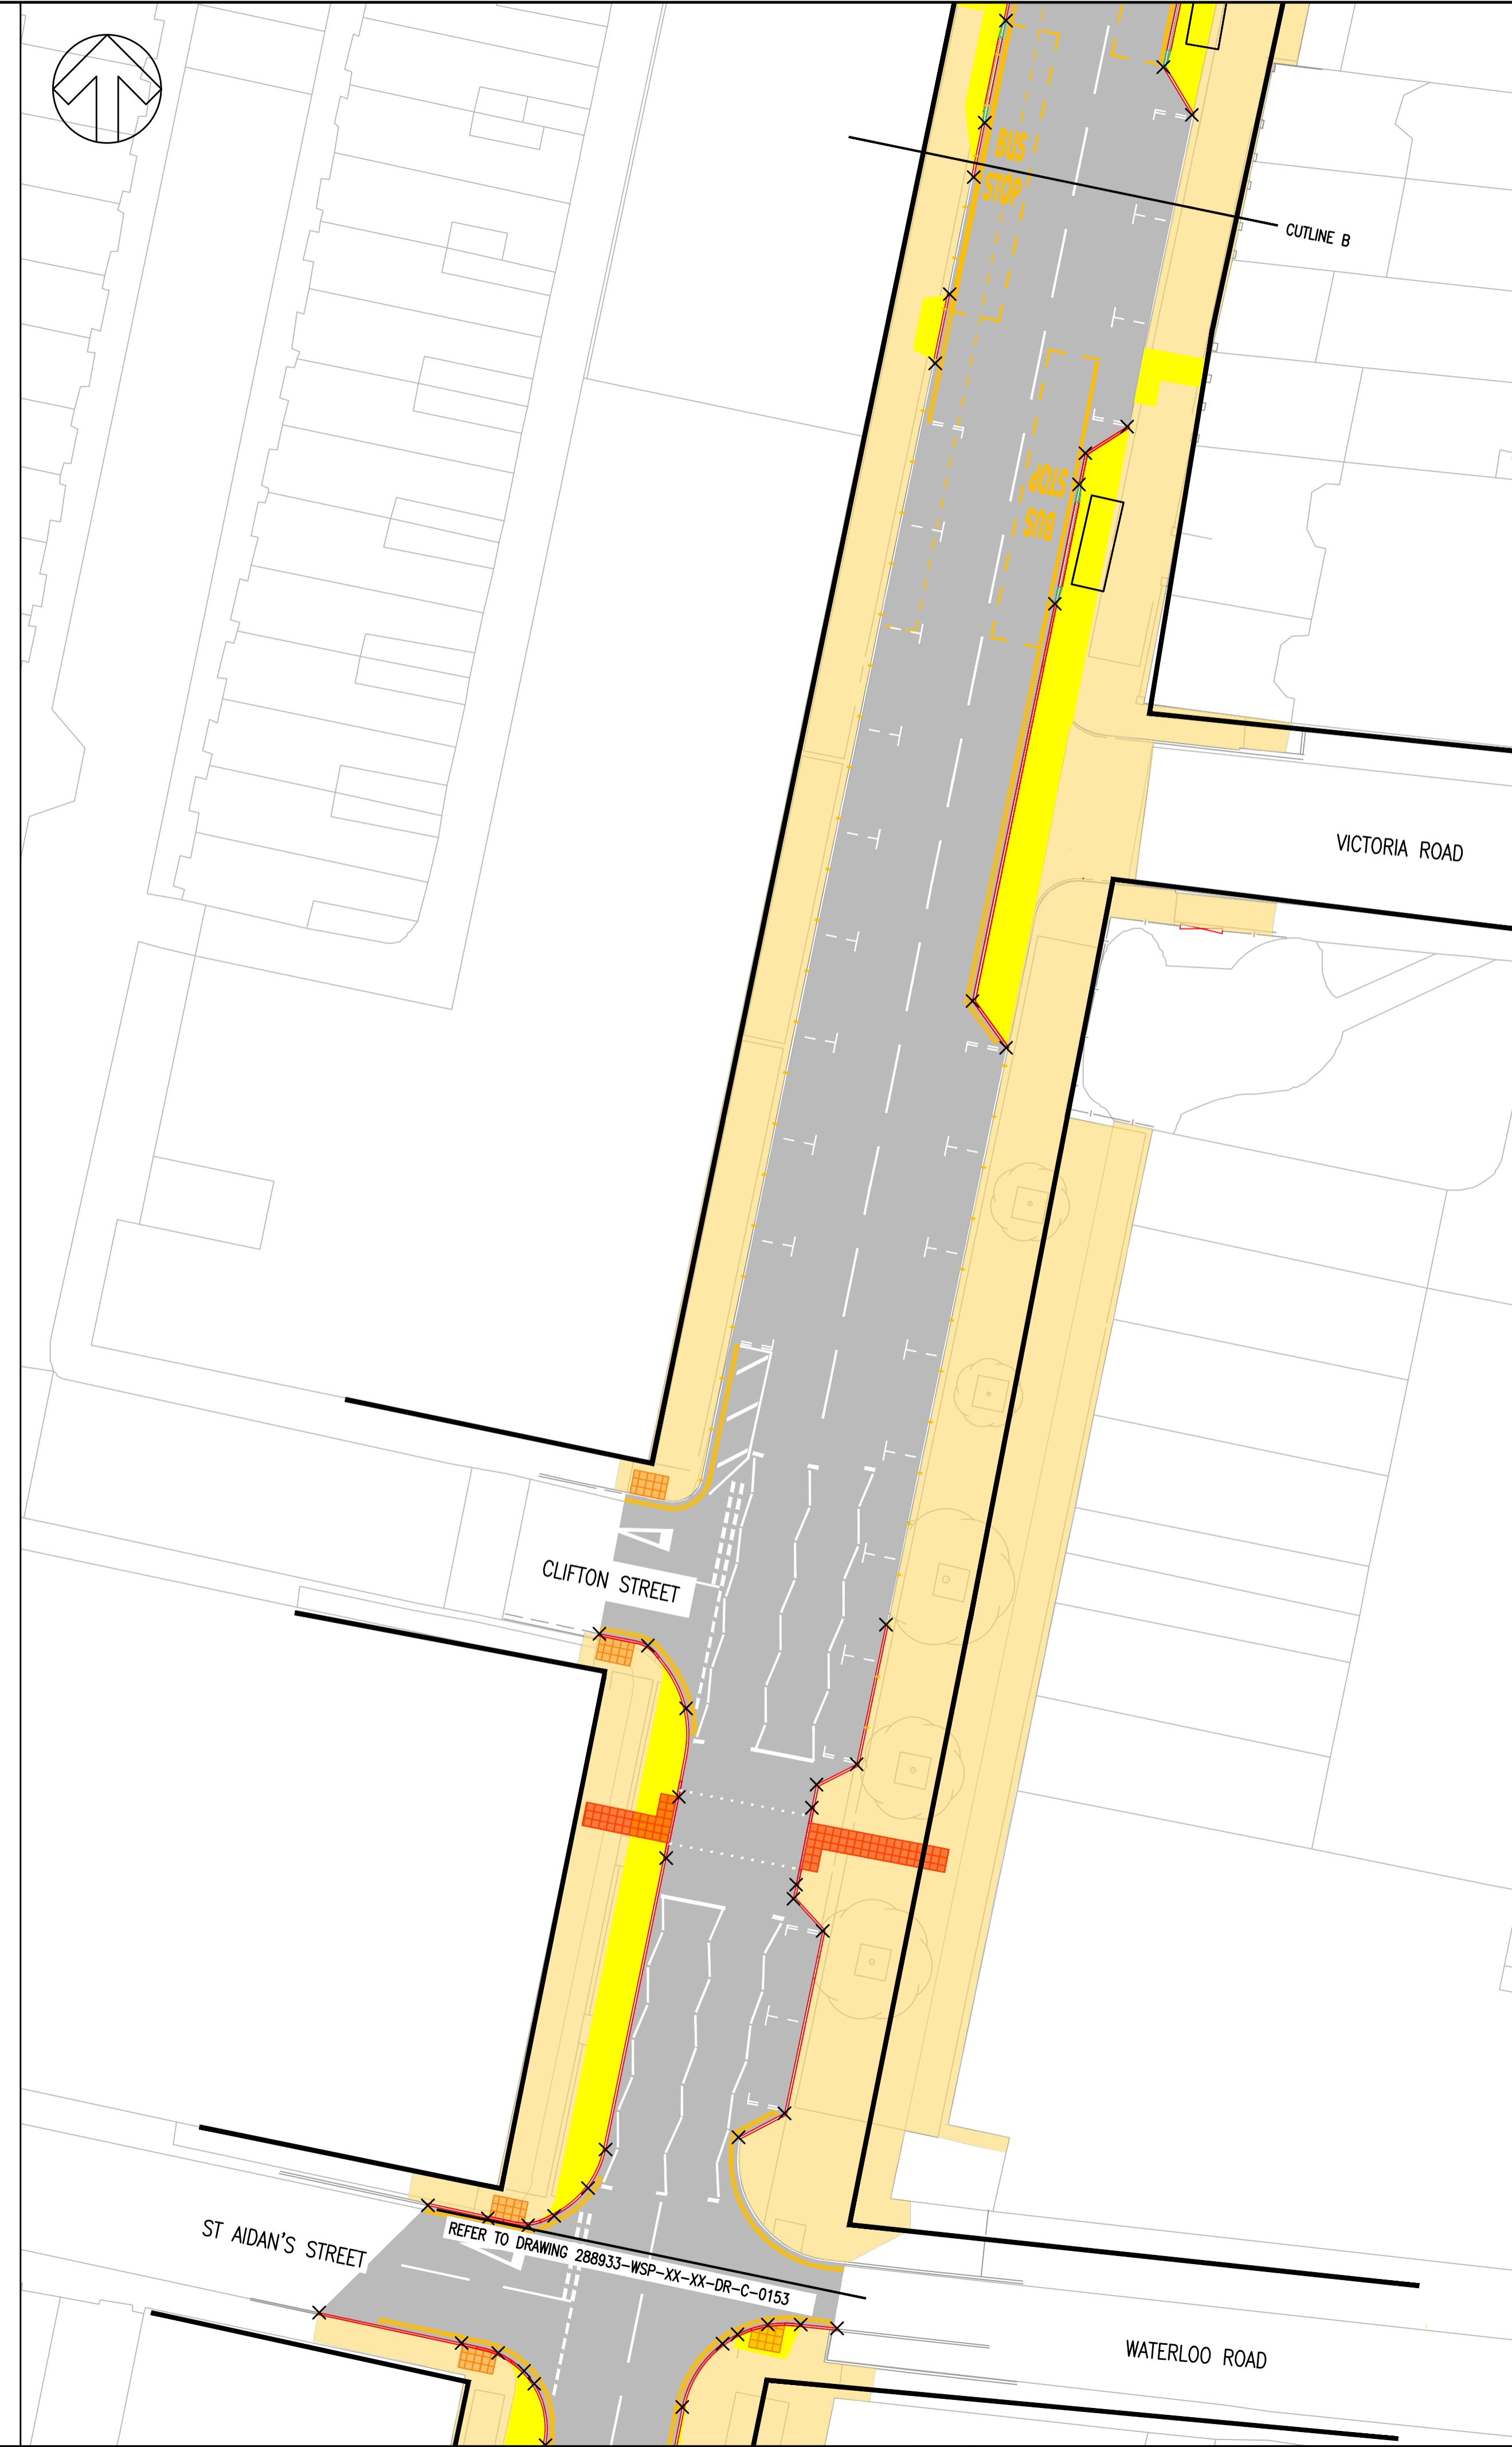 BUS
STOP
CUTLINE B
STOP
BUS
VICTORIA ROAD
CLIFTON STREET
ST AIDAN'S STREET
REFER TO DRAWING 288933-WSP-XX-XX-DR-C-0153
WATERLOO ROAD